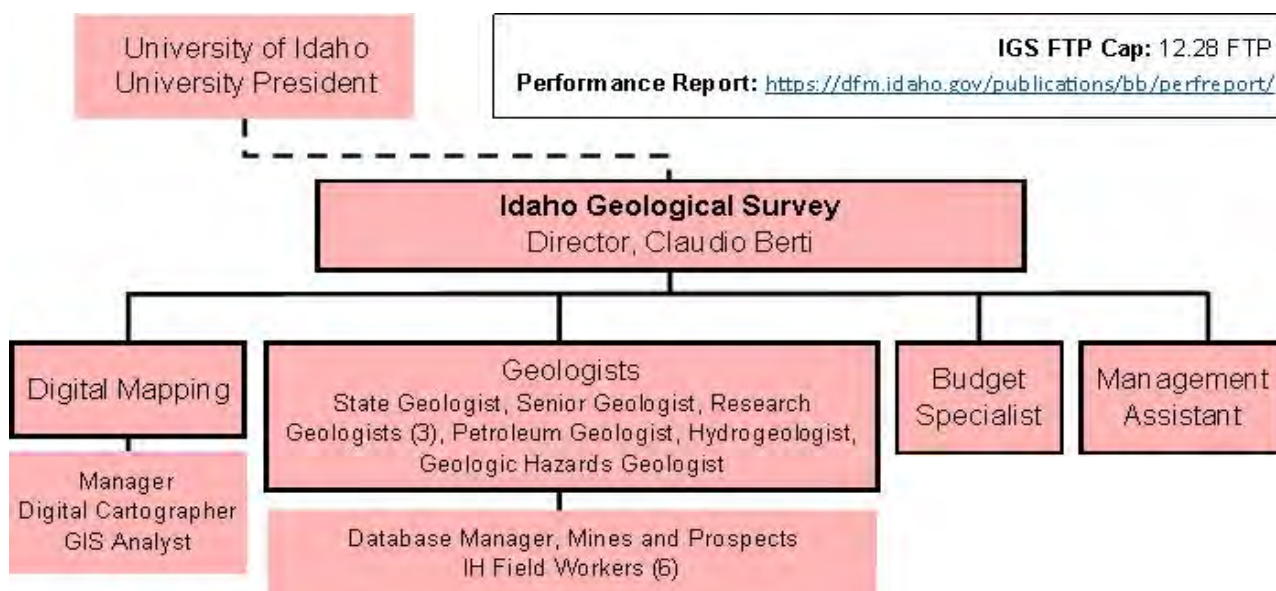 University of Idaho
University President
IGS FTP Cap: 12.28 FTP
Performance Report: https://dfm.idaho.gov/publications/bb/perfreport/
Idaho Geological Survey
Director, Claudio Berti
Digital Mapping
Manager
Digital Cartographer
GIS Analyst
Geologists
State Geologist, Senior Geologist, Research
Geologists (3), Petroleum Geologist, Hydrogeologist,
Geologic Hazards Geologist
Database Manager, Mines and Prospects
IH Field Workers (6)
Budget
Specialist
Management
Assistant